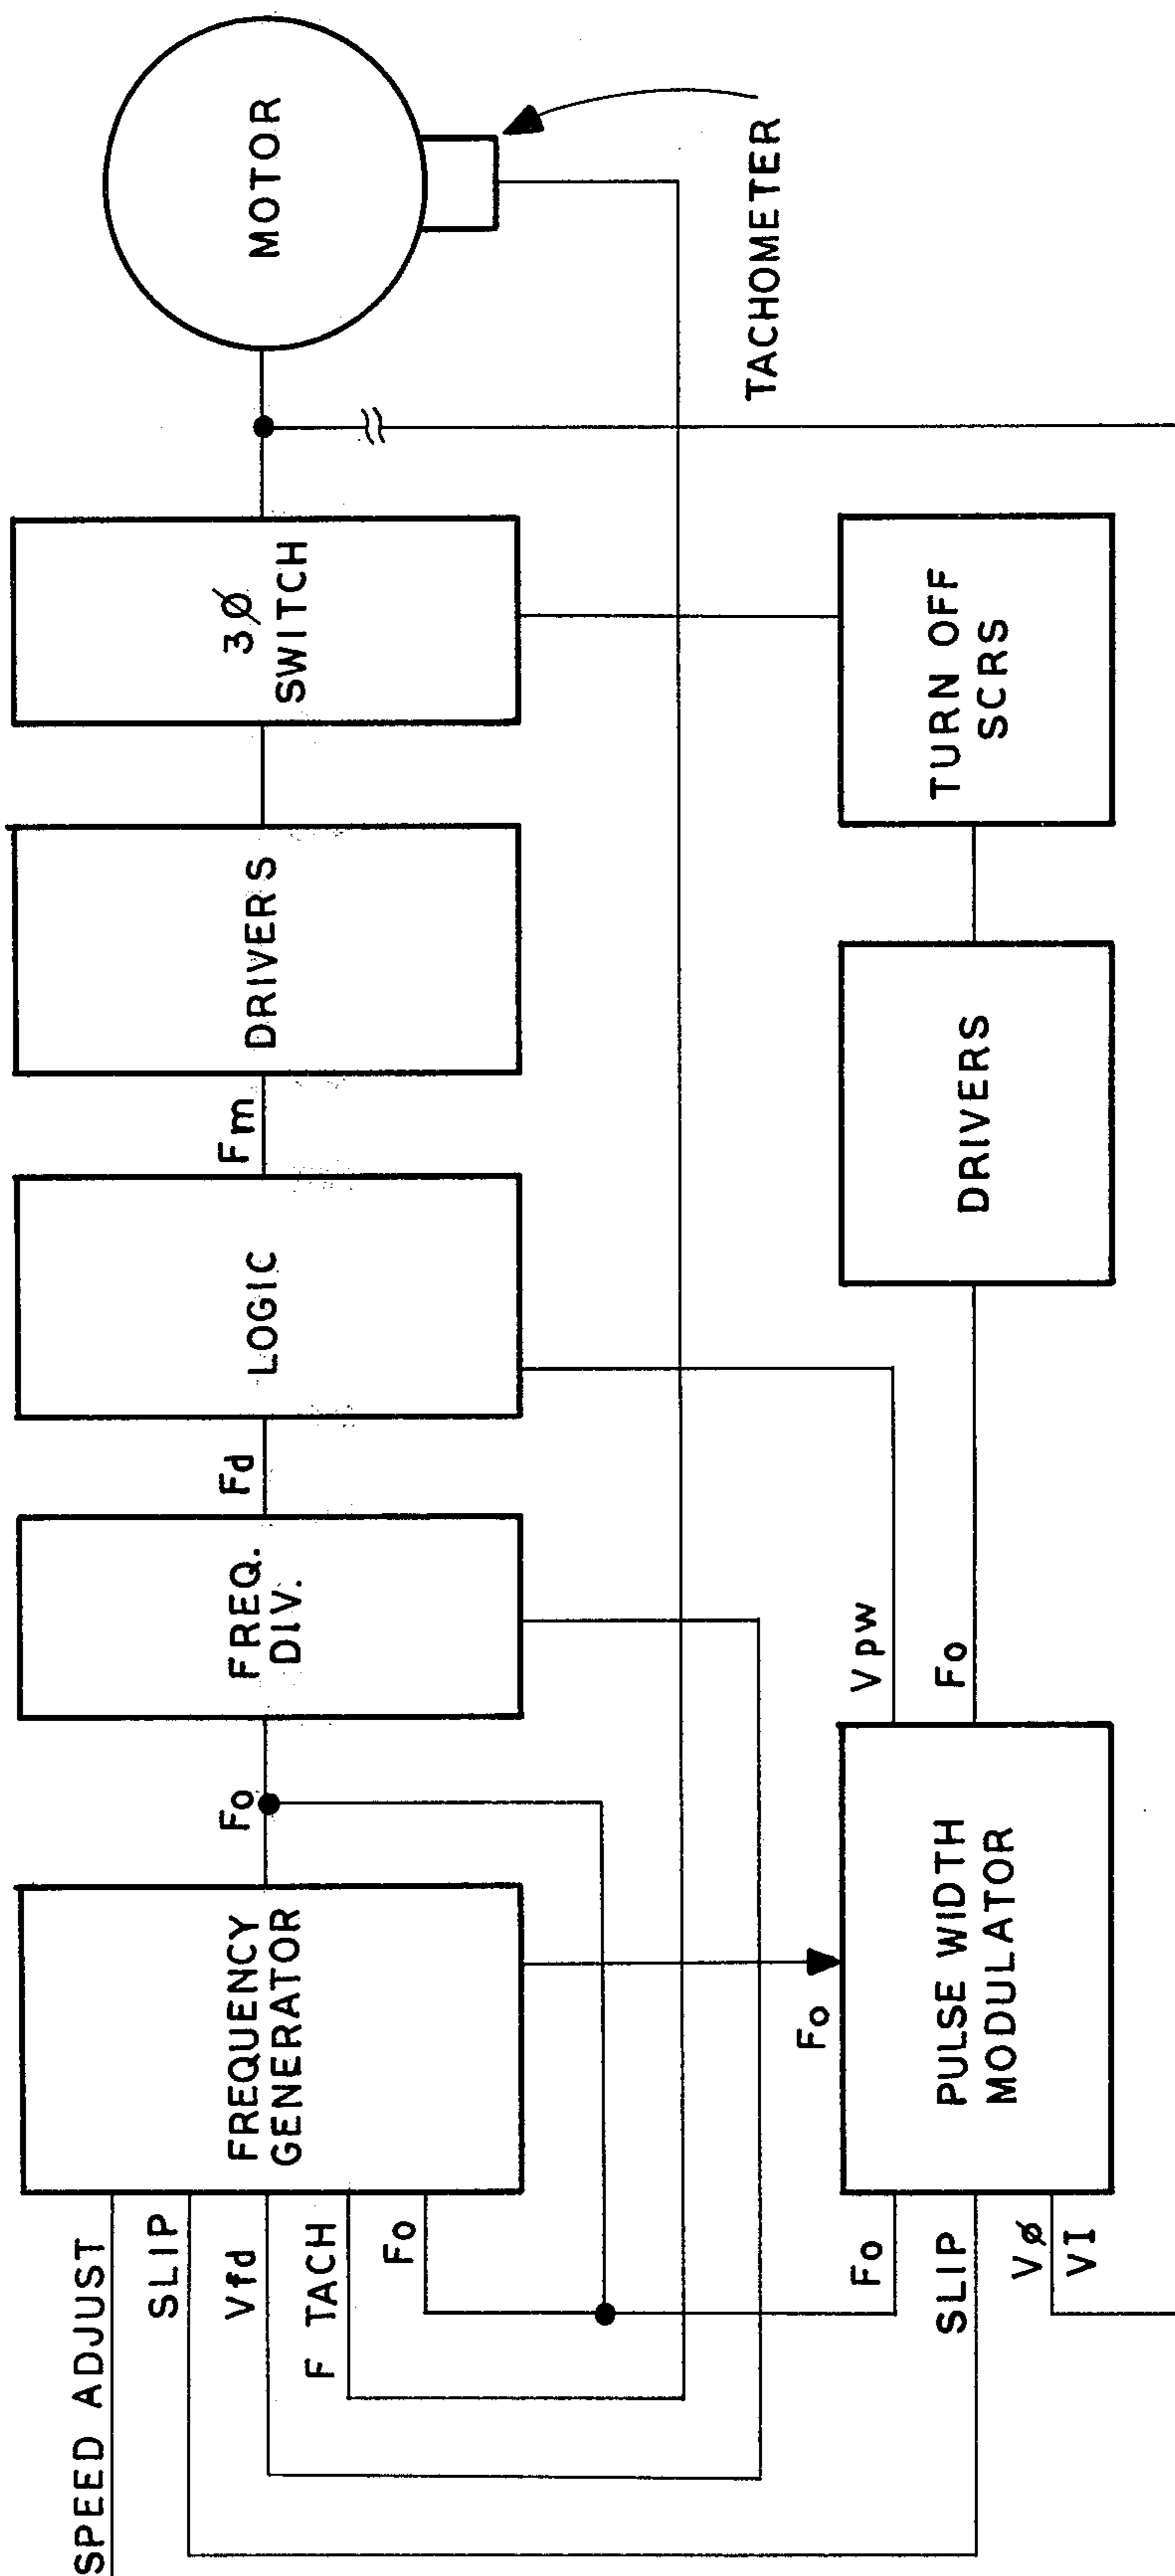 SPEED ADJUST
SLIP
Vfd
F TACH
Fo
FREQUENCY
GENERATOR
Fo
FREQ.
DIV.
Fd
LOGIC
Fm
DRIVERS
3Ø
SWITCH
MOTOR
TACHOMETER
Fo
Fo
SLIP
VØ
VI
PULSE WIDTH
MODULATOR
Vpw
Fo
DRIVERS
TURN OFF
SCRS